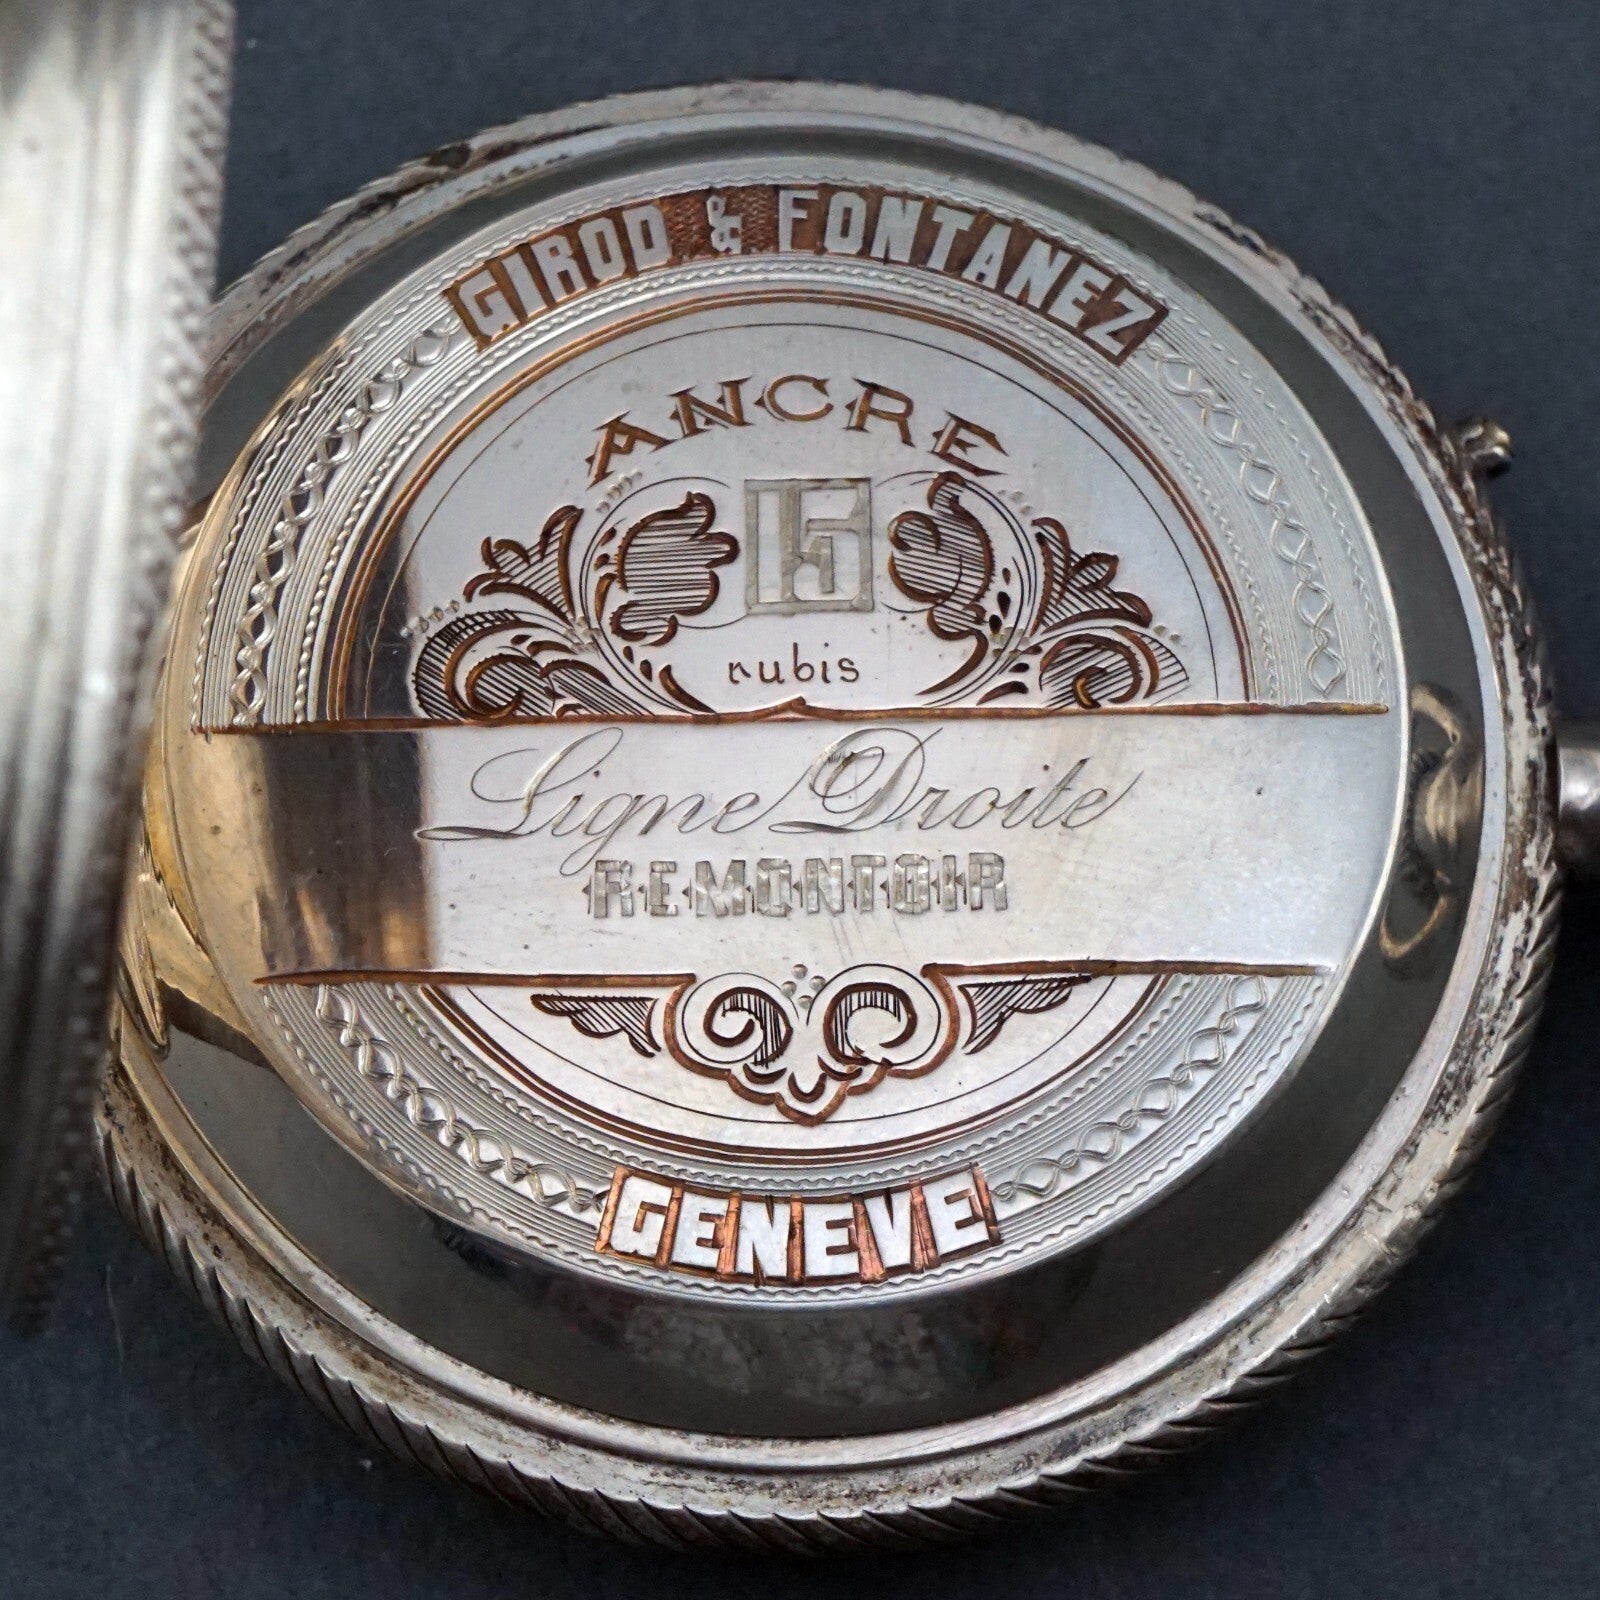 GIROD & FONTANEZ
ANCRE
15
rubis
Ligne Droite
REMONTOIR
GENEVE